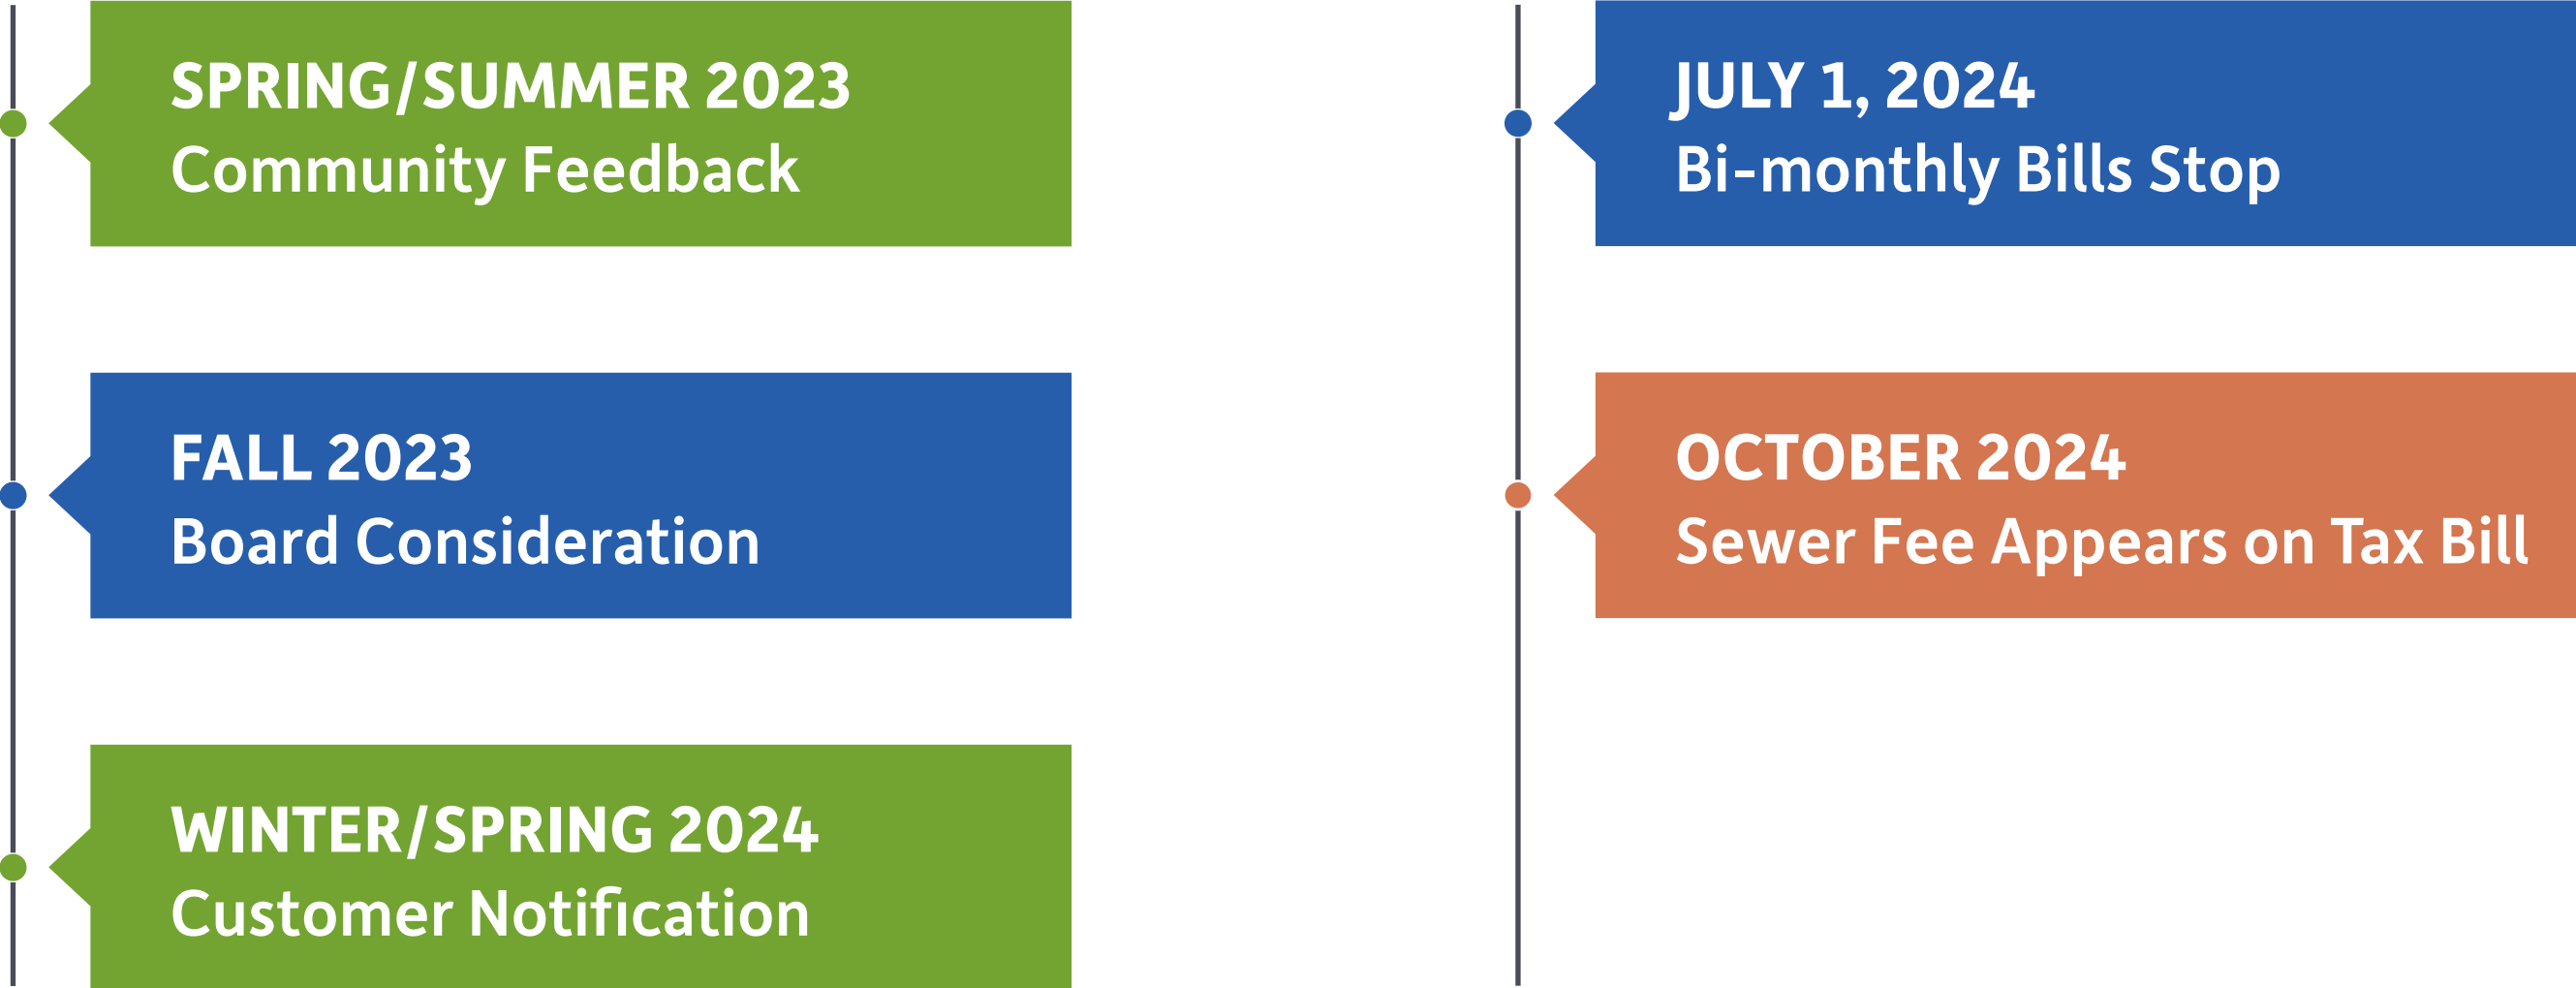 SPRING/SUMMER 2023
Community Feedback
FALL 2023
Board Consideration
WINTER/SPRING 2024
Customer Notification
JULY 1, 2024
Bi-monthly Bills Stop
OCTOBER 2024
Sewer Fee Appears on Tax Bill